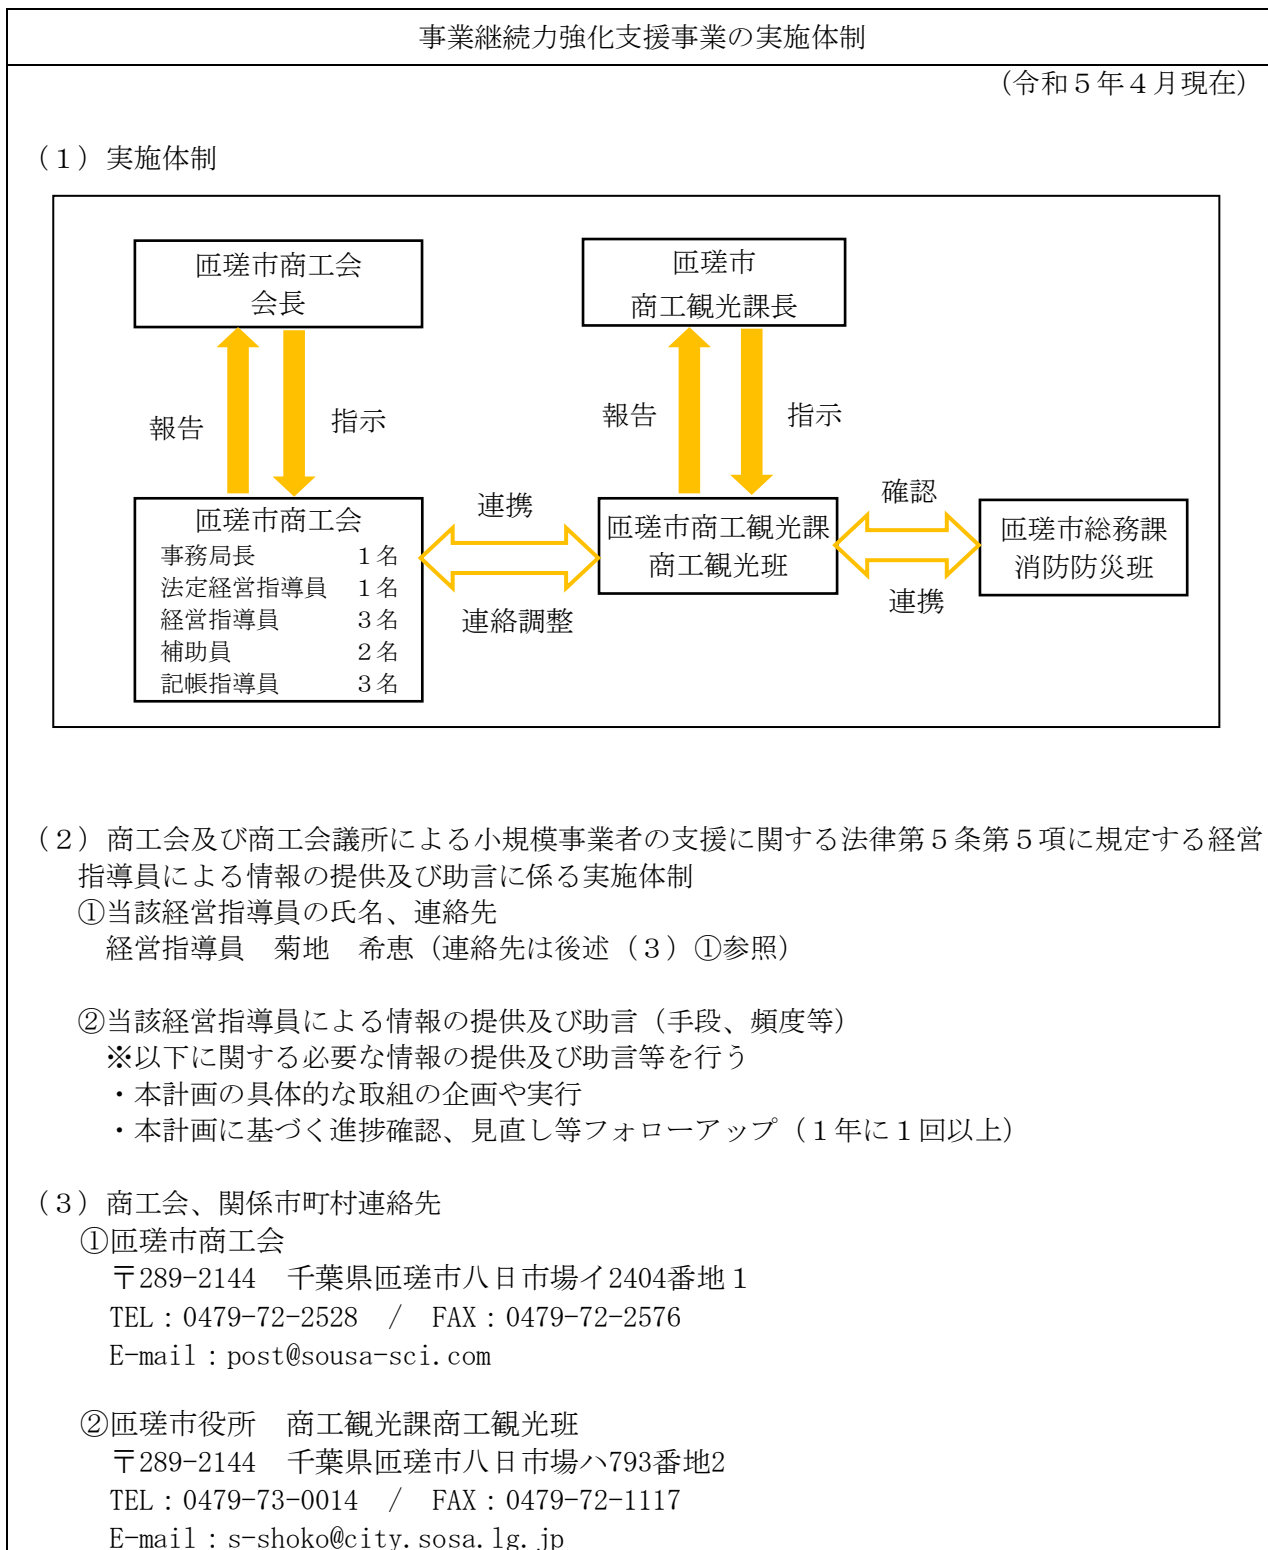 事業継続力強化支援事業の実施体制
(令和5年4月現在)
(1)実施体制
匝瑳市商工会
会長
匝瑳市
商工観光課長
報告
指示
報告
指示
匝瑳市商工会
事務局長 1名
法定経営指導員 1名
経営指導員 3名
補助員 2名
記帳指導員 3名
連携
連絡調整
匝瑳市商工観光課
商工観光班
確認
連携
匝瑳市総務課
消防防災班
(2)商工会及び商工会議所による小規模事業者の支援に関する法律第5条第5項に規定する経営
指導員による情報の提供及び助言に係る実施体制
①当該経営指導員の氏名、連絡先
経営指導員 菊地 希恵(連絡先は後述(3)①参照)
②当該経営指導員による情報の提供及び助言(手段、頻度等)
※以下に関する必要な情報の提供及び助言等を行う
・本計画の具体的な取組の企画や実行
・本計画に基づく進捗確認、見直し等フォローアップ(1年に1回以上)
(3)商工会、関係市町村連絡先
①匝瑳市商工会
〒289-2144 千葉県匝瑳市八日市場イ2404番地1
TEL:0479-72-2528 / FAX:0479-72-2576
E-mail:post@sousa-sci.com
②匝瑳市役所 商工観光課商工観光班
〒289-2144 千葉県匝瑳市八日市場ハ793番地2
TEL:0479-73-0014 / FAX:0479-72-1117
E-mail:s-shoko@city.sosa.lg.jp